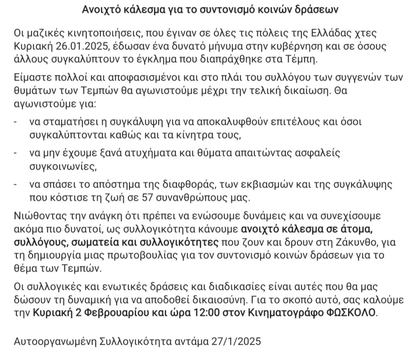 Ανοιχτό κάλεσμα για το συντονισμό κοινών δράσεων
Οι μαζικές κινητοποιήσεις, που έγιναν σε όλες τις πόλεις της Ελλάδας χτες
Κυριακή 26.01.2025, έδωσαν ένα δυνατό μήνυμα στην κυβέρνηση και σε όσους
άλλους συγκαλύπτουν το έγκλημα που διαπράχθηκε στα Τέμπη.
Είμαστε πολλοί και αποφασισμένοι και στο πλάι του συλλόγου των συγγενών των
θυμάτων των Τεμπών θα αγωνιστούμε μέχρι την τελική δικαίωση. Θα
αγωνιστούμε για:
- να σταματήσει η συγκάλυψη για να αποκαλυφθούν επιτέλους και όσοι
συγκαλύπτονται καθώς και τα κίνητρα τους,
- να μην έχουμε ξανά ατυχήματα και θύματα απαιτώντας ασφαλείς
συγκοινωνίες,
- να σπάσει το απόστημα της διαφθοράς, των εκβιασμών και της συγκάλυψης
που κόστισε τη ζωή σε 57 συνανθρώπους μας.
Νιώθοντας την ανάγκη ότι πρέπει να ενώσουμε δυνάμεις και να συνεχίσουμε
ακόμα πιο δυνατοί, ως συλλογικότητα κάνουμε ανοιχτό κάλεσμα σε άτομα,
συλλόγους, σωματεία και συλλογικότητες που ζουν και δρουν στη Ζάκυνθο, για
τη δημιουργία μιας πρωτοβουλίας για τον συντονισμό κοινών δράσεων για το
θέμα των Τεμπών.
Οι συλλογικές και ενωτικές δράσεις και διαδικασίες είναι αυτές που θα μας
δώσουν τη δυναμική για να αποδοθεί δικαιοσύνη. Για το σκοπό αυτό, σας καλούμε
την Κυριακή 2 Φεβρουαρίου και ώρα 12:00 στον Κινηματογράφο ΦΩΣΚΟΛΟ.
Αυτοοργανωμένη Συλλογικότητα αντάμα 27/1/2025